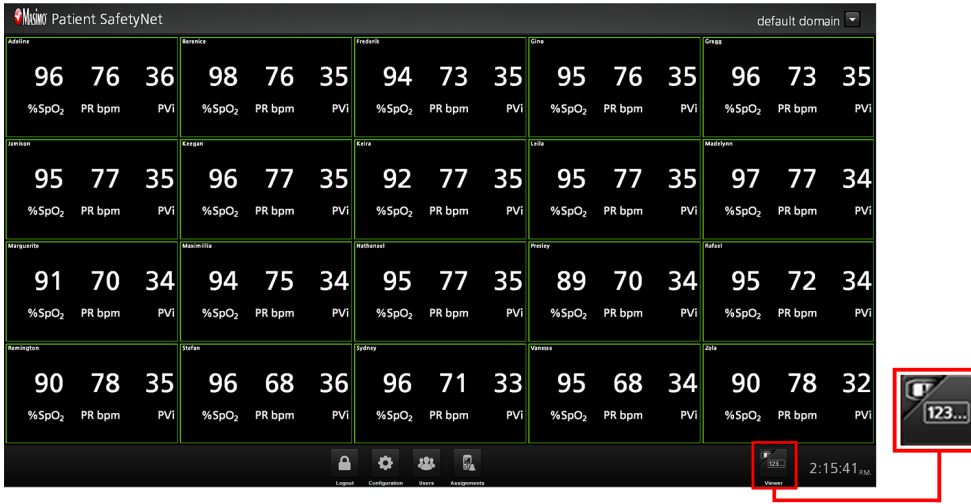 Masimo Patient SafetyNet
default domain
Adeline Berenice Frederik Gino Gregg
96 76 36 98 76 35 94 73 35 95 76 35 96 73 35
%SpO₂ PR bpm PVi %SpO₂ PR bpm PVi %SpO₂ PR bpm PVi %SpO₂ PR bpm PVi %SpO₂ PR bpm PVi
Jamison Keegan Keira Leila Madelynn
95 77 35 96 77 35 92 77 35 95 77 35 97 77 34
%SpO₂ PR bpm PVi %SpO₂ PR bpm PVi %SpO₂ PR bpm PVi %SpO₂ PR bpm PVi %SpO₂ PR bpm PVi
Marguerite Maximillia Nathanael Presley Rafael
91 70 34 94 75 34 95 77 35 89 70 34 95 72 34
%SpO₂ PR bpm PVi %SpO₂ PR bpm PVi %SpO₂ PR bpm PVi %SpO₂ PR bpm PVi %SpO₂ PR bpm PVi
Remington Stefan Sydney Vanessa Zola
90 78 35 96 68 36 96 71 33 95 68 34 90 78 32
%SpO₂ PR bpm PVi %SpO₂ PR bpm PVi %SpO₂ PR bpm PVi %SpO₂ PR bpm PVi %SpO₂ PR bpm PVi
123...
123...
2:15:41 P.M.
Logout Configuration Users Assignments Viewer